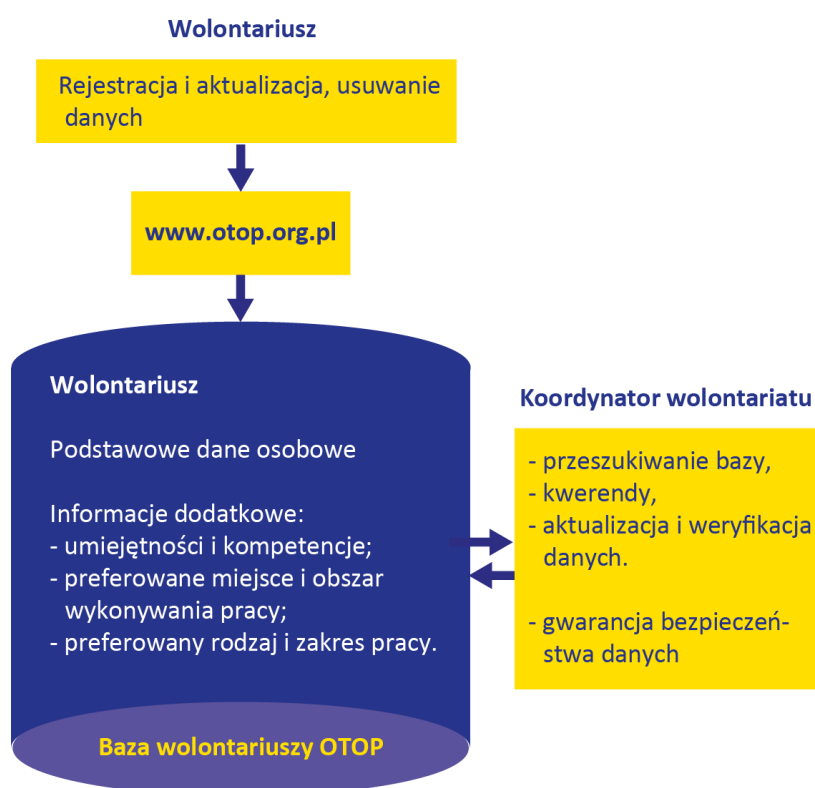 Wolontariusz
Rejestracja i aktualizacja, usuwanie
danych
www.otop.org.pl
Wolontariusz
Podstawowe dane osobowe
Informacje dodatkowe:
- umiejętności i kompetencje;
- preferowane miejsce i obszar
wykonywania pracy;
- preferowany rodzaj i zakres pracy.
Baza wolontariuszy OTOP
Koordynator wolontariatu
- przeszukiwanie bazy,
- kwerendy,
- aktualizacja i weryfikacja
danych.
- gwarancja bezpieczeń-
stwa danych